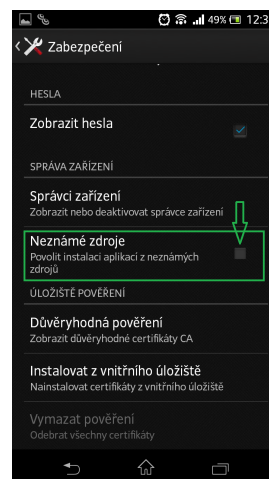 49% 12:3
Zabezpečení
HESLA
Zobrazit hesla
SPRÁVA ZAŘÍZENÍ
Správci zařízení
Zobrazit nebo deaktivovat správce zařízení
Neznámé zdroje
Povolit instalaci aplikací z neznámých
zdrojů
ÚLOŽIŠTĚ POVĚŘENÍ
Důvěryhodná pověření
Zobrazit důvěryhodné certifikáty CA
Instalovat z vnitřního úložiště
Nainstalovat certifikáty z vnitřního úložiště
Vymazat pověření
Odebrat všechny certifikáty